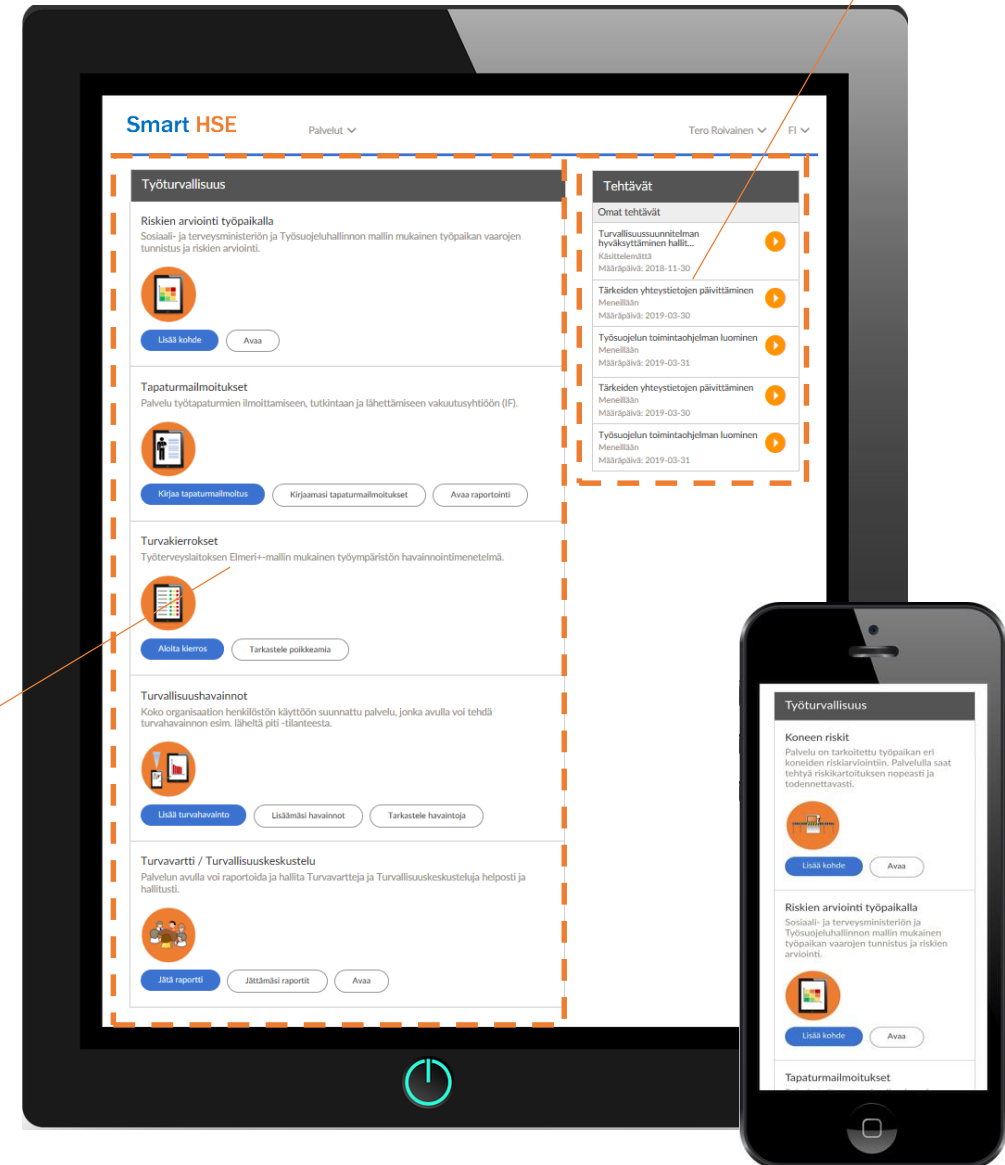 Smart HSE
Palvelut
Tero Roivainen
FI
Työturvallisuus
Riskien arviointi työpaikalla
Sosiaali- ja terveysministeriön ja Työsuojeluhallinnon mallin mukainen työpaikan vaarojen
tunnistus ja riskien arviointi.
Lisää kohde
Avaa
Tapaturmailmoitukset
Palvelu työtapaturmien ilmoittamiseen, tutkintaan ja lähettämiseen vakuutusyhtiöön (IF).
Kirjaa tapaturmailmoitus
Kirjaamasi tapaturmailmoitukset
Avaa raportointi
Turvakierrokset
Työterveyslaitoksen Elmeri+-mallin mukainen työympäristön havainnointimenetelmä.
Aloita kierros
Tarkastele poikkeamia
Turvallisuushavainnot
Koko organisaation henkilöstön käyttöön suunnattu palvelu, jonka avulla voi tehdä
turvahavainnon esim. läheltä piti -tilanteesta.
Lisää turvahavainto
Lisäämäsi havainnot
Tarkastele havaintoja
Turvavartti / Turvallisuuskeskustelu
Palvelun avulla voi raportoida ja hallita Turvavartteja ja Turvallisuuskeskusteluja helposti ja
hallitusti.
Jätä raportti
Jättämäsi raportit
Avaa
Tehtävät
Omat tehtävät
Turvallisuussuunnitelman
hyväksyttäminen hallit...
Käsittelemättä
Määräpäivä: 2018-11-30
Tärkeiden yhteystietojen päivittäminen
Meneillään
Määräpäivä: 2019-03-30
Työsuojelun toimintaohjelman luominen
Meneillään
Määräpäivä: 2019-03-31
Tärkeiden yhteystietojen päivittäminen
Meneillään
Määräpäivä: 2019-03-30
Työsuojelun toimintaohjelman luominen
Meneillään
Määräpäivä: 2019-03-31
Työturvallisuus
Koneen riskit
Palvelu on tarkoitettu työpaikan eri
koneiden riskiarviointiin. Palvelulla saat
tehtyä riskikartoituksen nopeasti ja
todennettavasti.
Lisää kohde
Avaa
Riskien arviointi työpaikalla
Sosiaali- ja terveysministeriön ja
Työsuojeluhallinnon mallin mukainen
työpaikan vaarojen tunnistus ja riskien
arviointi.
Lisää kohde
Avaa
Tapaturmailmoitukset